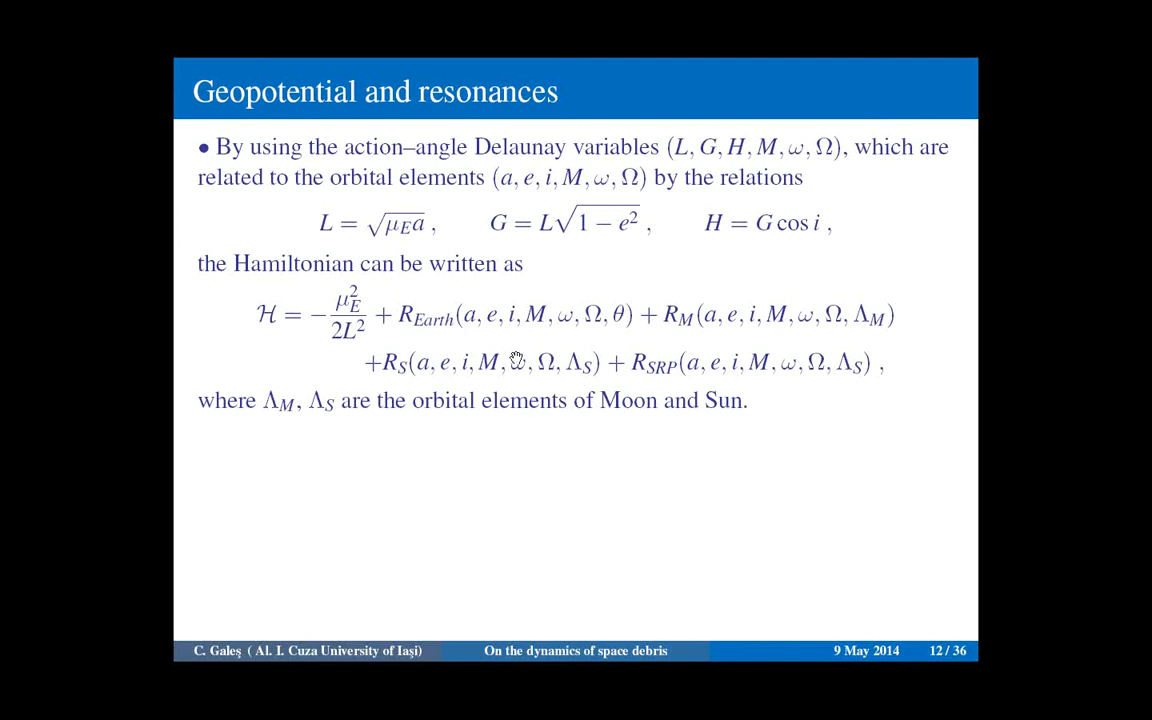 Geopotential and resonances
• By using the action–angle Delaunay variables (L, G, H, M, ω, Ω), which are
related to the orbital elements (a, e, i, M, ω, Ω) by the relations
L = √(μ_E a) ,   G = L√(1 − e²) ,   H = G cos i ,
the Hamiltonian can be written as
ℋ = − μ_E² / 2L² + R_Earth(a, e, i, M, ω, Ω, θ) + R_M(a, e, i, M, ω, Ω, Λ_M)
+R_S(a, e, i, M, ω, Ω, Λ_S) + R_SRP(a, e, i, M, ω, Ω, Λ_S) ,
where Λ_M, Λ_S are the orbital elements of Moon and Sun.
C. Galeş ( Al. I. Cuza University of Iaşi)   On the dynamics of space debris   9 May 2014   12 / 36